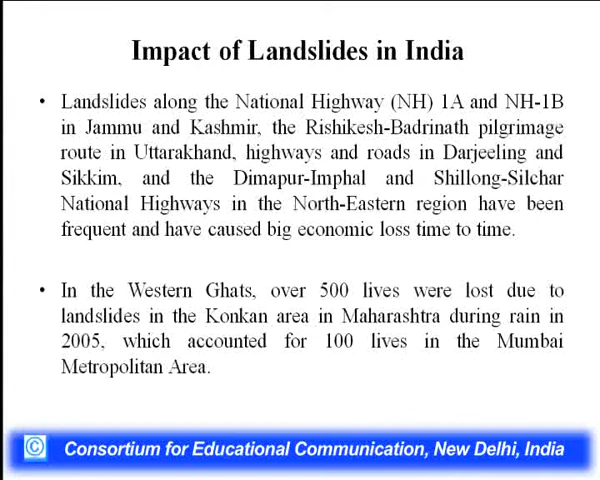 Impact of Landslides in India
• Landslides along the National Highway (NH) 1A and NH-1B
in Jammu and Kashmir, the Rishikesh-Badrinath pilgrimage
route in Uttarakhand, highways and roads in Darjeeling and
Sikkim, and the Dimapur-Imphal and Shillong-Silchar
National Highways in the North-Eastern region have been
frequent and have caused big economic loss time to time.
• In the Western Ghats, over 500 lives were lost due to
landslides in the Konkan area in Maharashtra during rain in
2005, which accounted for 100 lives in the Mumbai
Metropolitan Area.
© Consortium for Educational Communication, New Delhi, India